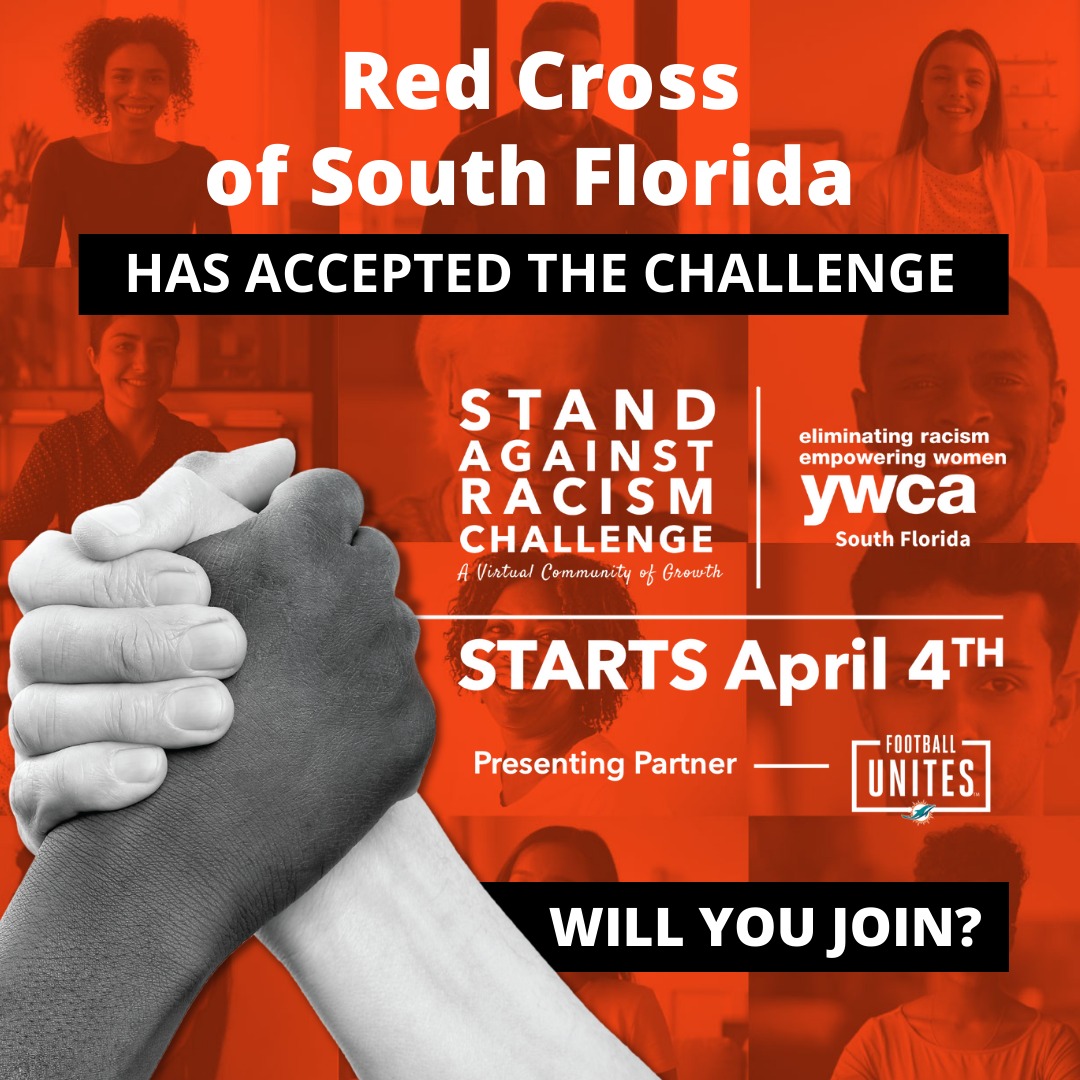 Red Cross
of South Florida
HAS ACCEPTED THE CHALLENGE
STAND
AGAINST
RACISM
CHALLENGE
A Virtual Community of Growth
eliminating racism
empowering women
ywca
South Florida
STARTS April 4TH
Presenting Partner
FOOTBALL
UNITES™
WILL YOU JOIN?